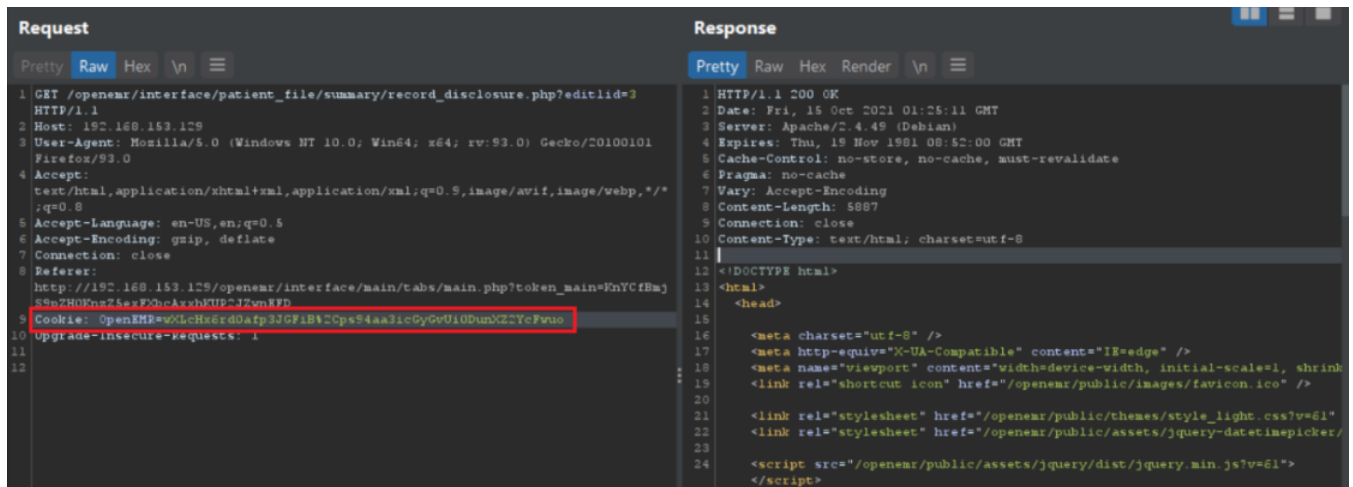 Request
Pretty Raw Hex \n
1 GET /openemr/interface/patient_file/summary/record_disclosure.php?editlid=3
HTTP/1.1
2 Host: 192.168.153.129
3 User-Agent: Mozilla/5.0 (Windows NT 10.0; Win64; x64; rv:93.0) Gecko/20100101
Firefox/93.0
4 Accept:
text/html,application/xhtml+xml,application/xml;q=0.9,image/avif,image/webp,*/*
;q=0.8
5 Accept-Language: en-US,en;q=0.5
6 Accept-Encoding: gzip, deflate
7 Connection: close
8 Referer:
http://192.168.153.129/openemr/interface/main/tabs/main.php?token_main=KnYCfBmj
9 Cookie:
10 Upgrade-Insecure-Requests: 1
11
12
Response
Pretty Raw Hex Render \n
1 HTTP/1.1 200 OK
2 Date: Fri, 15 Oct 2021 01:25:11 GMT
3 Server: Apache/2.4.49 (Debian)
4 Expires: Thu, 19 Nov 1981 08:52:00 GMT
5 Cache-Control: no-store, no-cache, must-revalidate
6 Pragma: no-cache
7 Vary: Accept-Encoding
8 Content-Length: 5887
9 Connection: close
10 Content-Type: text/html; charset=utf-8
11
12 <!DOCTYPE html>
13 <html>
14 <head>
15
16 <meta charset="utf-8" />
17 <meta http-equiv="X-UA-Compatible" content="IE=edge" />
18 <meta name="viewport" content="width=device-width, initial-scale=1, shrink
19 <link rel="shortcut icon" href="/openemr/public/images/favicon.ico" />
20
21 <link rel="stylesheet" href="/openemr/public/themes/style_light.css?v=61"
22 <link rel="stylesheet" href="/openemr/public/assets/jquery-datetimepicker/
23
24 <script src="/openemr/public/assets/jquery/dist/jquery.min.js?v=61">
</script>